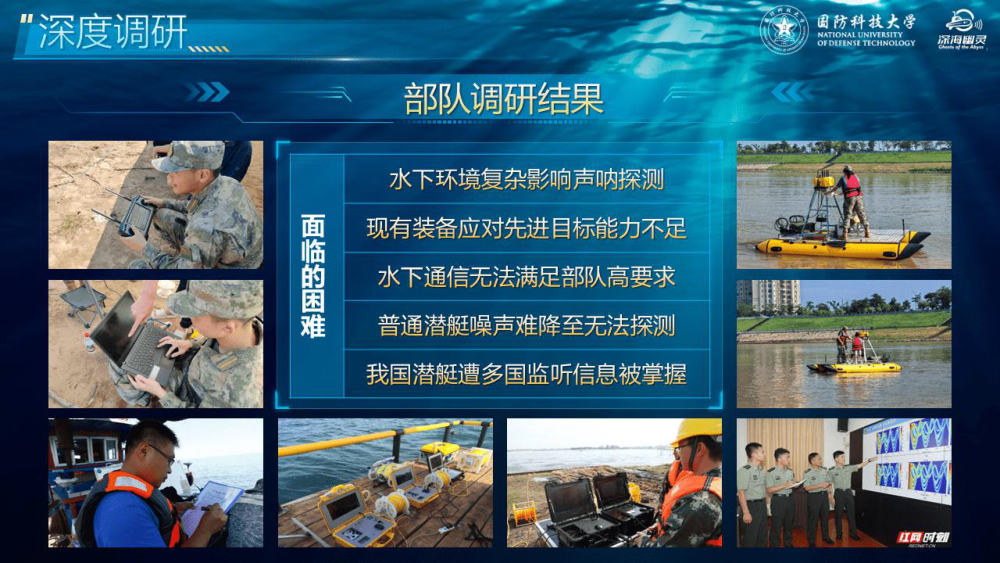 深度调研
国防科技大学
NATIONAL UNIVERSITY
OF DEFENSE TECHNOLOGY
深海幽灵
Ghosts of the Abyss
部队调研结果
面临的困难
水下环境复杂影响声呐探测
现有装备应对先进目标能力不足
水下通信无法满足部队高要求
普通潜艇噪声难降至无法探测
我国潜艇遭多国监听信息被掌握
红网时刻
REDNET.CN